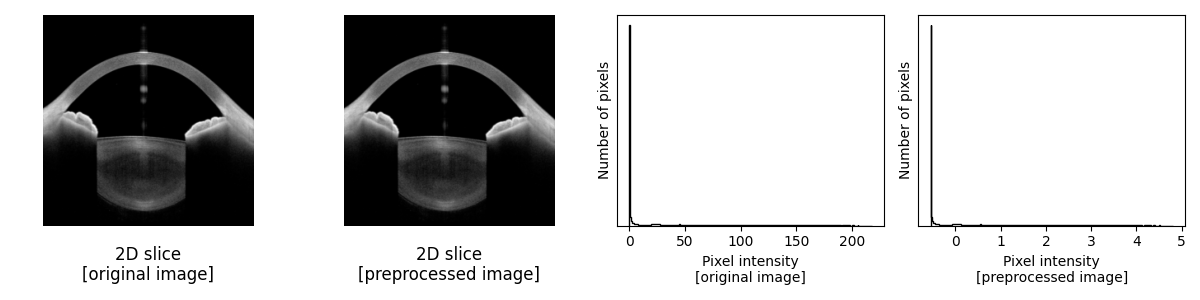 2D slice
[original image]
2D slice
[preprocessed image]
Number of pixels
0 50 100 150 200
Pixel intensity
[original image]
Number of pixels
0 1 2 3 4 5
Pixel intensity
[preprocessed image]